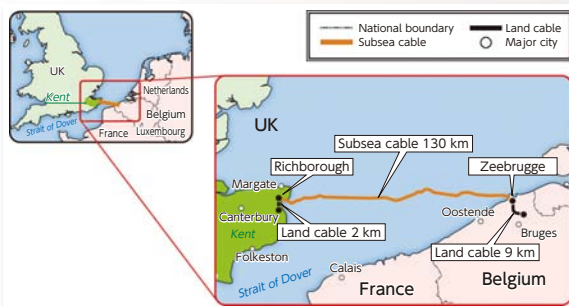 National boundary
Land cable
Subsea cable
Major city
UK
Kent
Netherlands
Belgium
Strait of Dover
France
Luxembourg
UK
Subsea cable 130 km
Richborough
Zeebrugge
Margate
Canterbury
Oostende
Land cable 2 km
Bruges
Kent
Land cable 9 km
Folkeston
Calais
Strait of Dover
France
Belgium